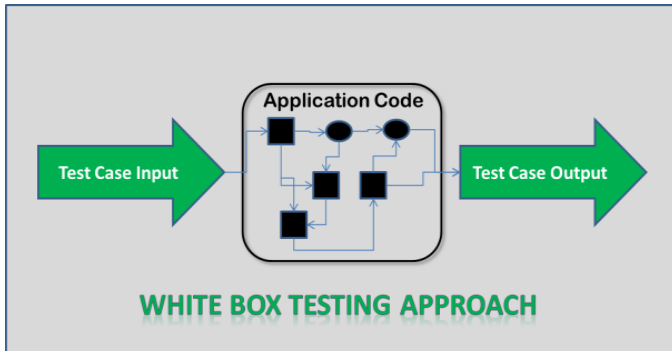 Application Code
Test Case Input
Test Case Output
WHITE BOX TESTING APPROACH